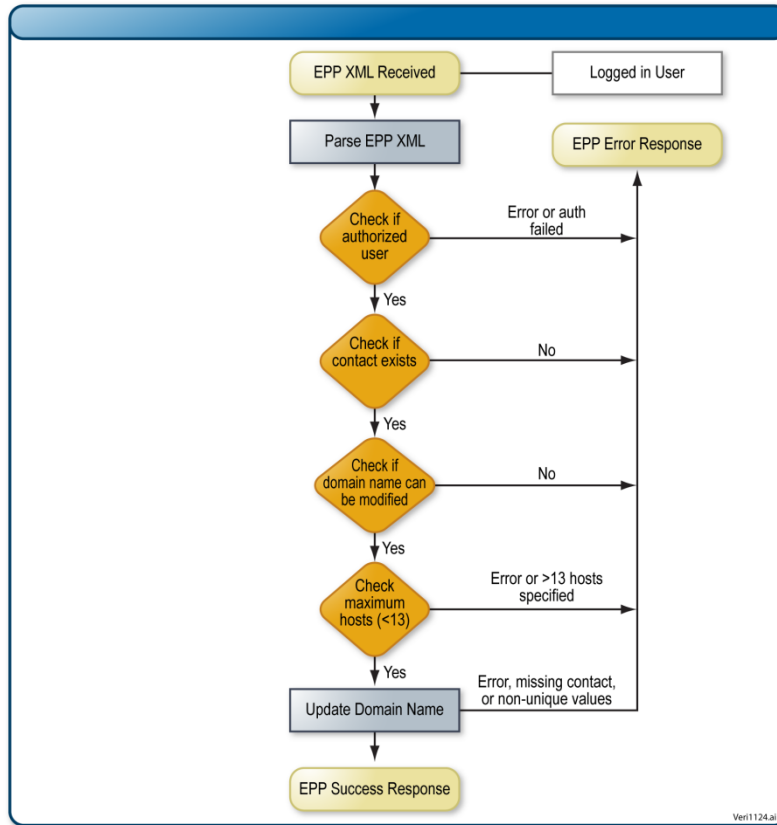 EPP XML Received
Logged in User
Parse EPP XML
EPP Error Response
Check if
authorized
user
Error or auth
failed
Yes
Check if
contact exists
No
Yes
Check if
domain name can
be modified
No
Yes
Check
maximum
hosts (<13)
Error or >13 hosts
specified
Yes
Error, missing contact,
or non-unique values
Update Domain Name
EPP Success Response
Veri1124.ai